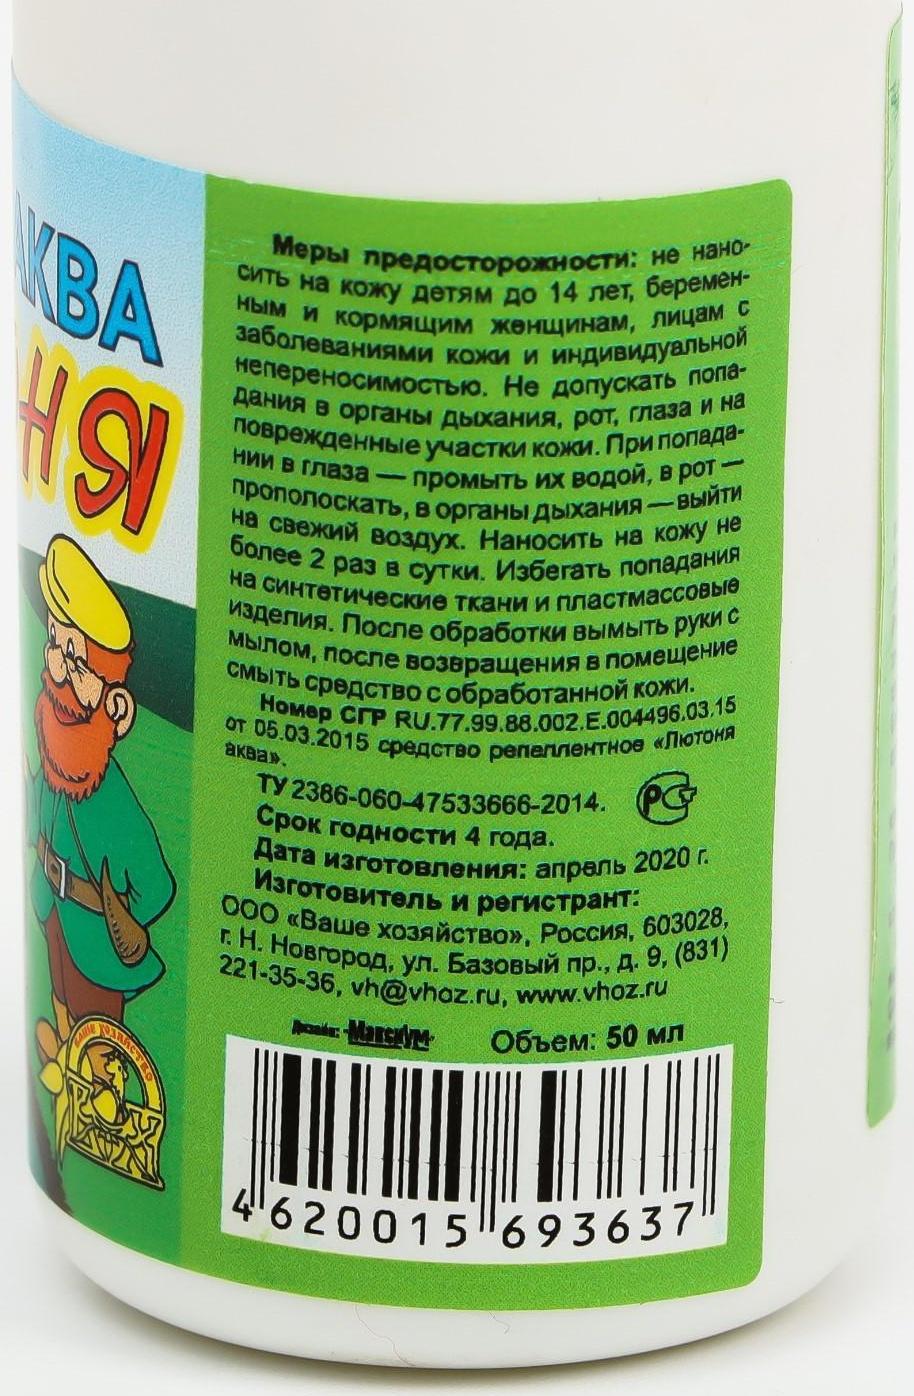 АКВА
НЯ
Меры предосторожности: не нано-
сить на кожу детям до 14 лет, беремен-
ным и кормящим женщинам, лицам с
заболеваниями кожи и индивидуальной
непереносимостью. Не допускать попа-
дания в органы дыхания, рот, глаза и на
поврежденные участки кожи. При попада-
нии в глаза — промыть их водой, в рот —
прополоскать, в органы дыхания — выйти
на свежий воздух. Наносить на кожу не
более 2 раз в сутки. Избегать попадания
на синтетические ткани и пластмассовые
изделия. После обработки вымыть руки с
мылом, после возвращения в помещение
смыть средство с обработанной кожи.
Номер СГР RU.77.99.88.002.Е.004496.03.15
от 05.03.2015 средство репеллентное «Лютоня
аква».
ТУ 2386-060-47533666-2014. РСТ
Срок годности 4 года.
Дата изготовления: апрель 2020 г.
Изготовитель и регистрант:
ООО «Ваше хозяйство», Россия, 603028,
г. Н. Новгород, ул. Базовый пр., д. 9, (831)
221-35-36, vh@vhoz.ru, www.vhoz.ru
Дизайн: «Максиум» Объем: 50 мл
4 620015 693637
ВАШЕ ХОЗЯЙСТВО
ВХ